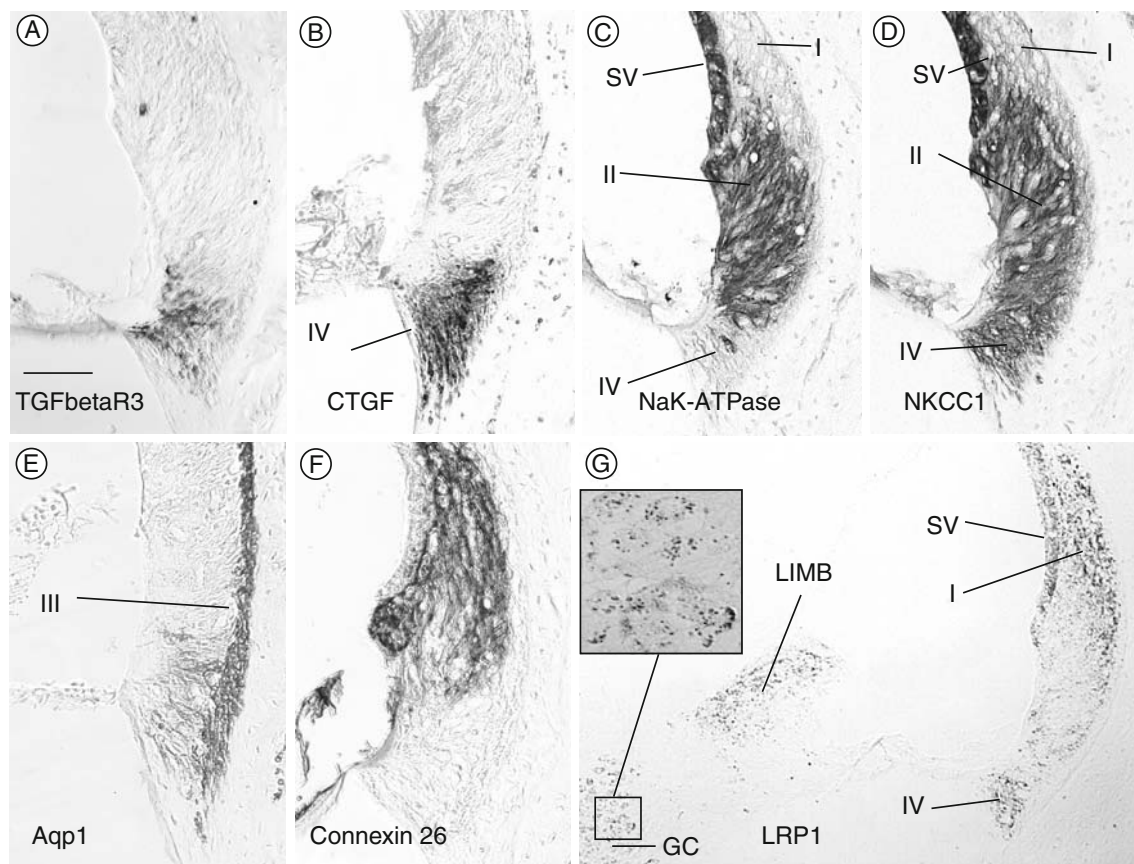 A
TGFbetaR3
B
IV
CTGF
C
I
SV
II
IV
NaK-ATPase
D
I
SV
II
IV
NKCC1
E
III
Aqp1
F
Connexin 26
G
SV
LIMB
I
IV
GC
LRP1